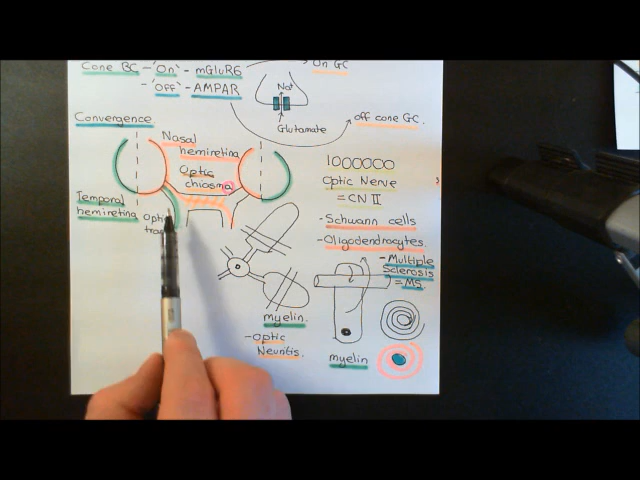 Cone BC - 'On' - mGluR6
On GC
- 'Off' - AMPAR
Na+
Glutamate
off cone GC.
Convergence
Nasal
hemiretina
Optic
chiasma
Temporal
hemiretina
1000000
Optic Nerve
= CN II
- Schwann cells
- Oligodendrocytes
- Multiple
Sclerosis
= MS
myelin.
- Optic
Neuritis.
myelin